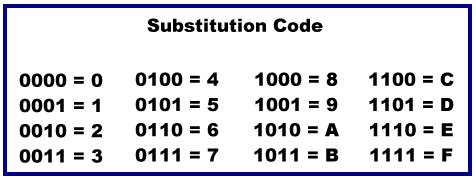 Substitution Code
0000 = 0 0100 = 4 1000 = 8 1100 = C
0001 = 1 0101 = 5 1001 = 9 1101 = D
0010 = 2 0110 = 6 1010 = A 1110 = E
0011 = 3 0111 = 7 1011 = B 1111 = F